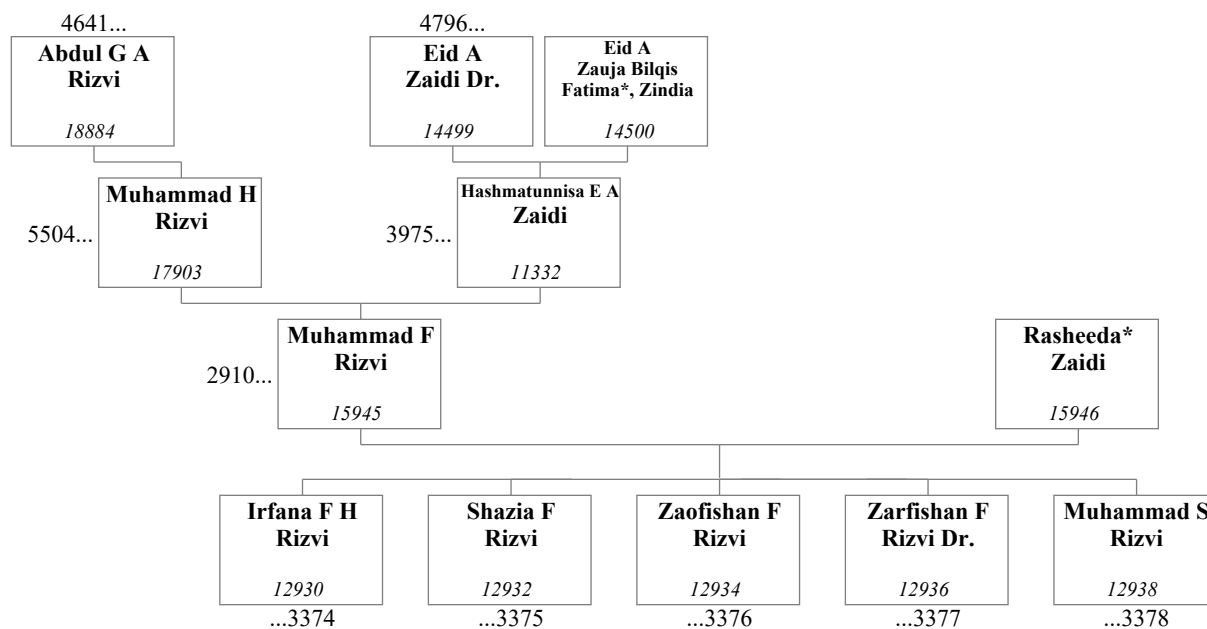 4641...
Abdul G A
Rizvi
18884
4796...
Eid A
Zaidi Dr.
14499
Eid A
Zauja Bilqis
Fatima*, Zindia
14500
5504...
Muhammad H
Rizvi
17903
3975...
Hashmatunnisa E A
Zaidi
11332
2910...
Muhammad F
Rizvi
15945
Rasheeda*
Zaidi
15946
Irfana F H
Rizvi
12930
...3374
Shazia F
Rizvi
12932
...3375
Zaofishan F
Rizvi
12934
...3376
Zarfishan F
Rizvi Dr.
12936
...3377
Muhammad S
Rizvi
12938
...3378